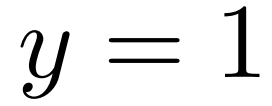 y = 1